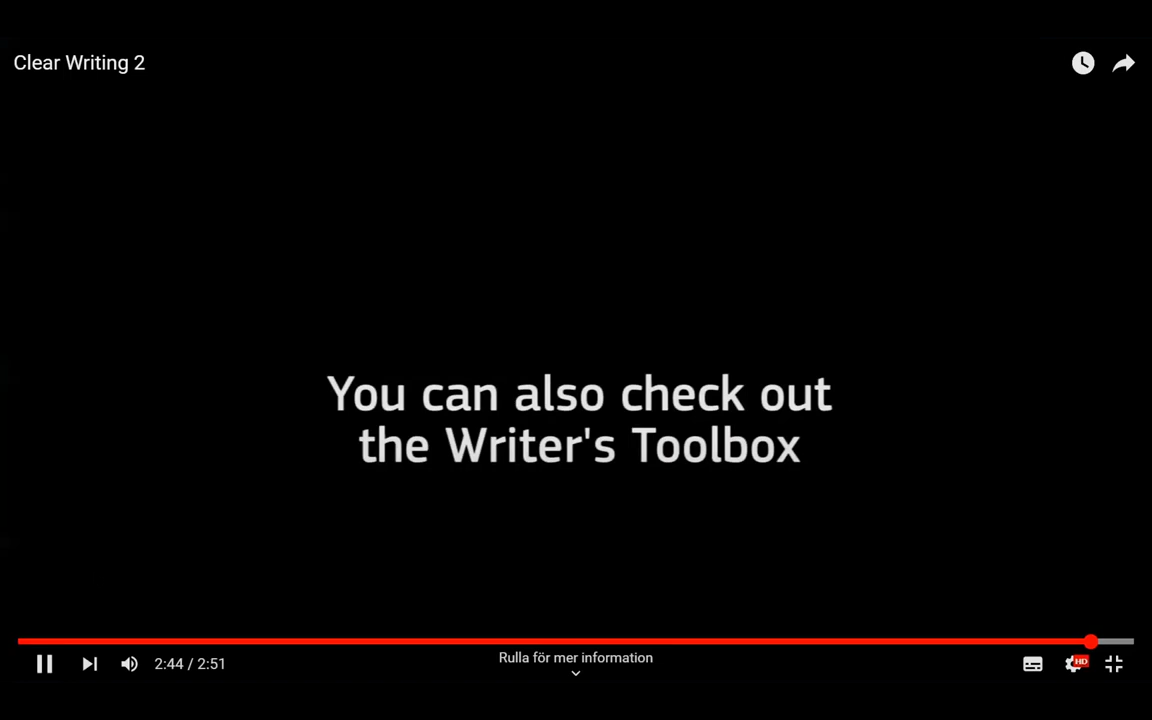 Clear Writing 2
You can also check out
the Writer's Toolbox
2:44 / 2:51
Rulla för mer information
HD